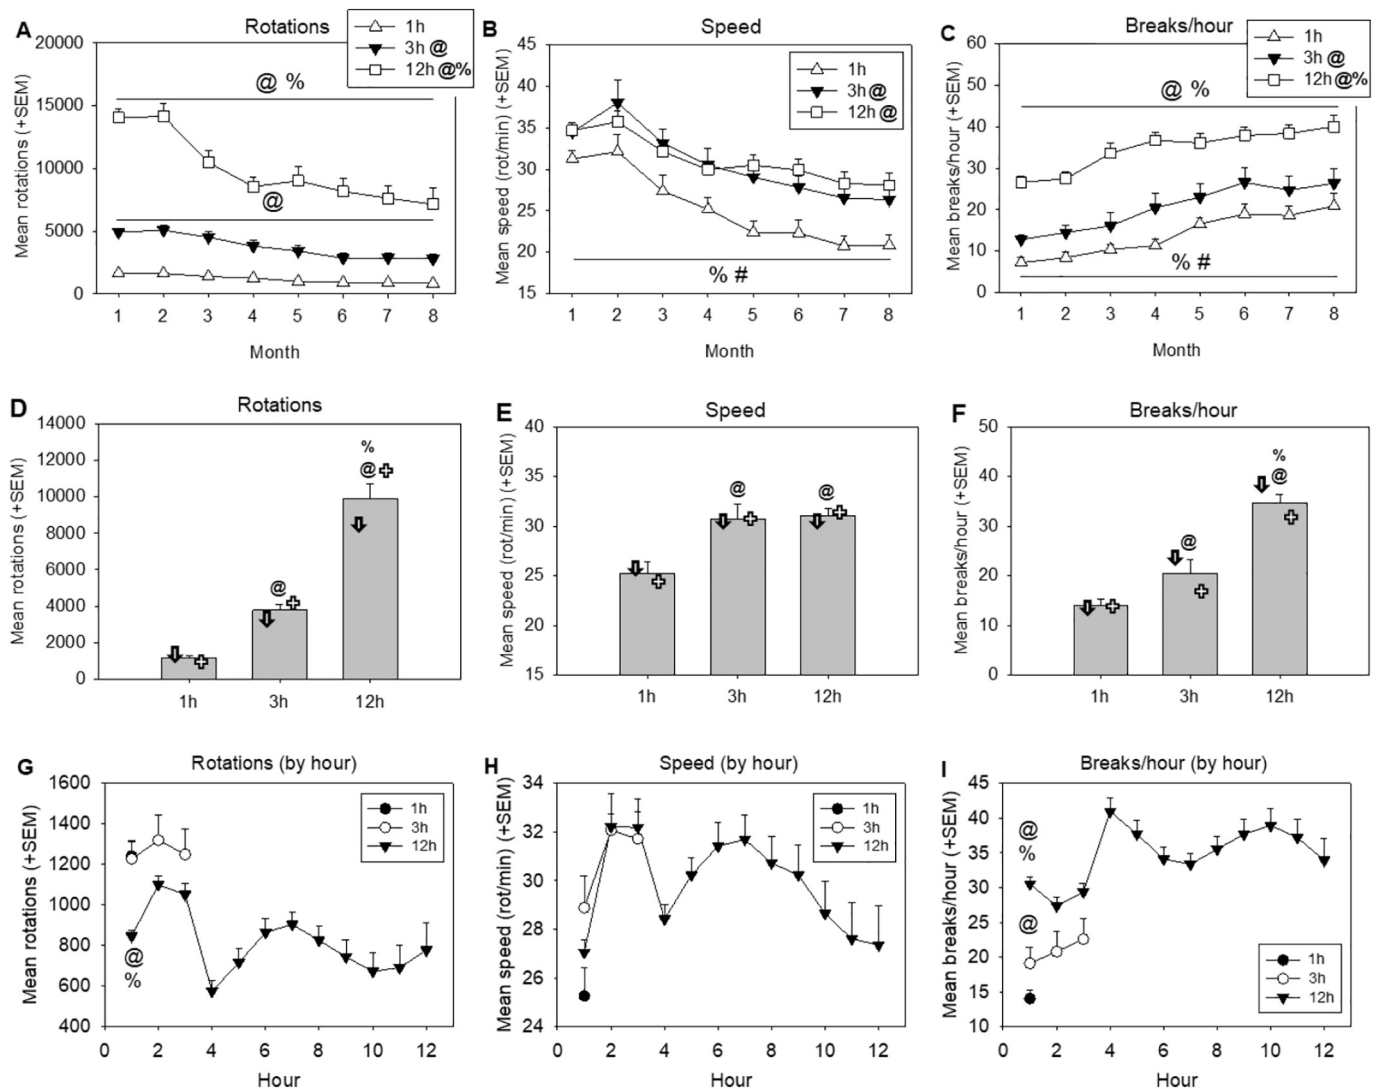 A
Rotations
1h
3h @
12h @%
Mean rotations (+SEM)
20000
15000
10000
5000
0
@ %
@
1 2 3 4 5 6 7 8
Month
B
Speed
1h
3h @
12h @
Mean speed (rot/min) (+SEM)
45
40
35
30
25
20
15
% #
1 2 3 4 5 6 7 8
Month
C
Breaks/hour
1h
3h @
12h @%
Mean breaks/hour (+SEM)
60
50
40
30
20
10
0
@ %
% #
1 2 3 4 5 6 7 8
Month
D
Rotations
Mean rotations (+SEM)
14000
12000
10000
8000
6000
4000
2000
0
@
%
@
1h 3h 12h
E
Speed
Mean speed (rot/min) (+SEM)
40
35
30
25
20
15
@
@
1h 3h 12h
F
Breaks/hour
Mean breaks/hour (+SEM)
50
40
30
20
10
0
@
%
@
1h 3h 12h
G
Rotations (by hour)
1h
3h
12h
Mean rotations (+SEM)
1600
1400
1200
1000
800
600
400
@
%
0 2 4 6 8 10 12
Hour
H
Speed (by hour)
1h
3h
12h
Mean speed (rot/min) (+SEM)
34
32
30
28
26
24
0 2 4 6 8 10 12
Hour
I
Breaks/hour (by hour)
Mean breaks/hour (+SEM)
45
40
35
30
25
20
15
10
@
%
@
1h
3h
12h
0 2 4 6 8 10 12
Hour